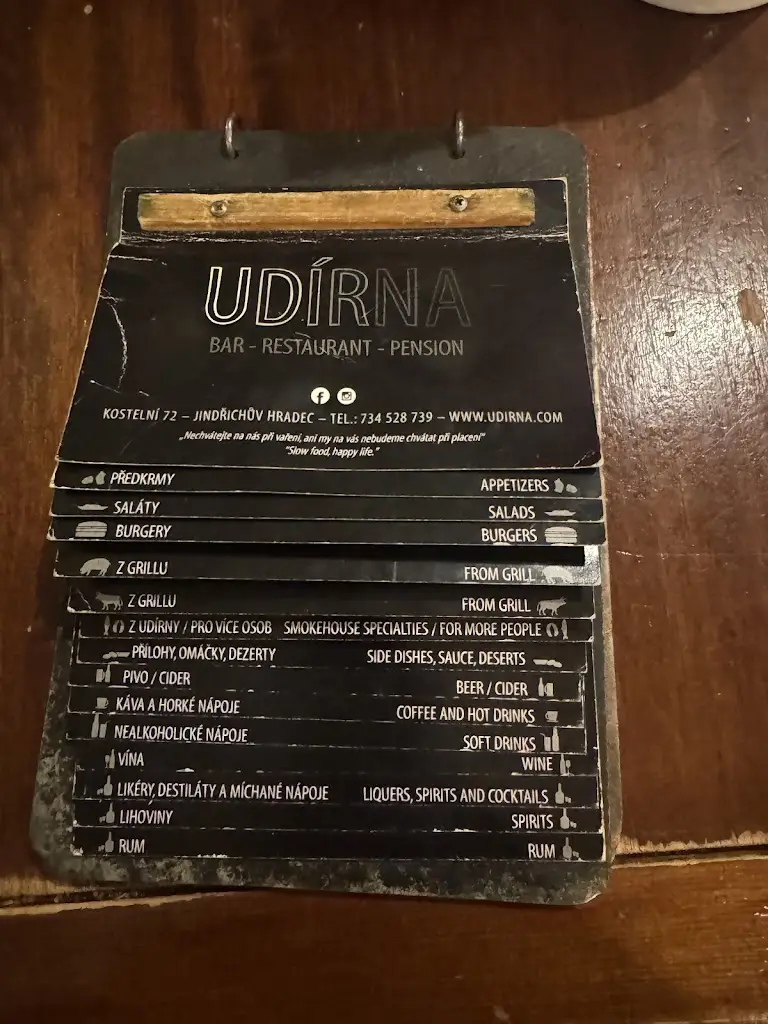 UDÍRNA
BAR - RESTAURANT - PENSION
KOSTELNÍ 72 – JINDŘICHŮV HRADEC – TEL.: 734 528 739 – WWW.UDIRNA.COM
„Nechvátejte na nás při vaření, ani my na vás nebudeme chvátat při placení"
"Slow food, happy life."
PŘEDKRMY APPETIZERS
SALÁTY SALADS
BURGERY BURGERS
Z GRILLU FROM GRILL
Z GRILLU FROM GRILL
Z UDÍRNY / PRO VÍCE OSOB SMOKEHOUSE SPECIALTIES / FOR MORE PEOPLE
PŘÍLOHY, OMÁČKY, DEZERTY SIDE DISHES, SAUCE, DESERTS
PIVO / CIDER BEER / CIDER
KÁVA A HORKÉ NÁPOJE COFFEE AND HOT DRINKS
NEALKOHOLICKÉ NÁPOJE SOFT DRINKS
VÍNA WINE
LIKÉRY, DESTILÁTY A MÍCHANÉ NÁPOJE LIQUERS, SPIRITS AND COCKTAILS
LIHOVINY SPIRITS
RUM RUM